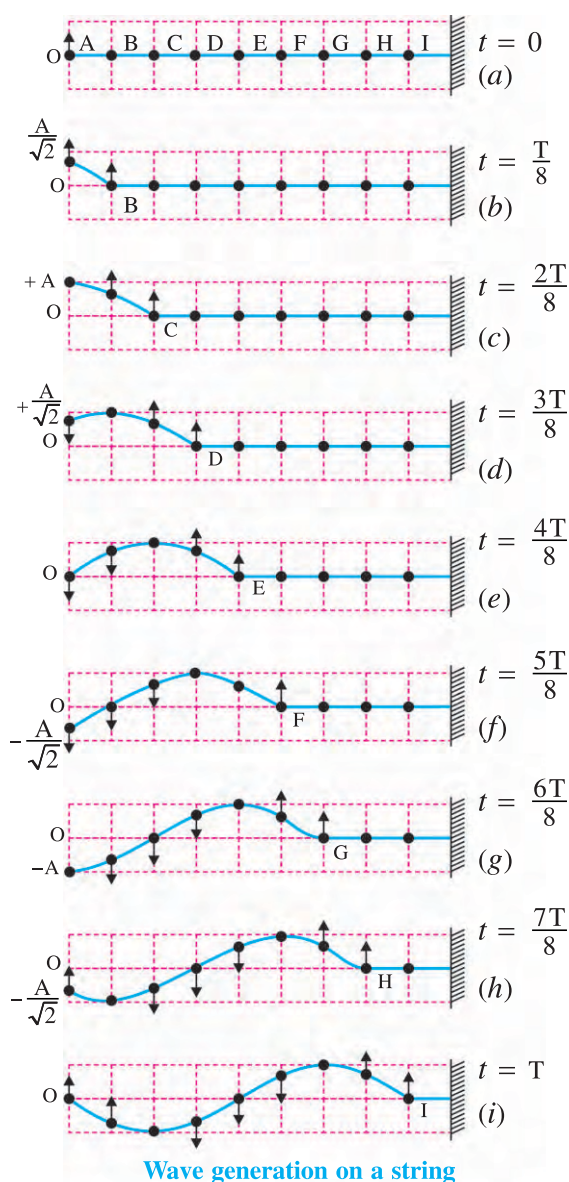 O A B C D E F G H I t = 0
(a)
A/√2
O B t = T/8
(b)
+ A
O C t = 2T/8
(c)
+ A/√2
O D t = 3T/8
(d)
O E t = 4T/8
(e)
O F t = 5T/8
− A/√2 (f)
O G t = 6T/8
−A (g)
O H t = 7T/8
− A/√2 (h)
O I t = T
(i)
Wave generation on a string